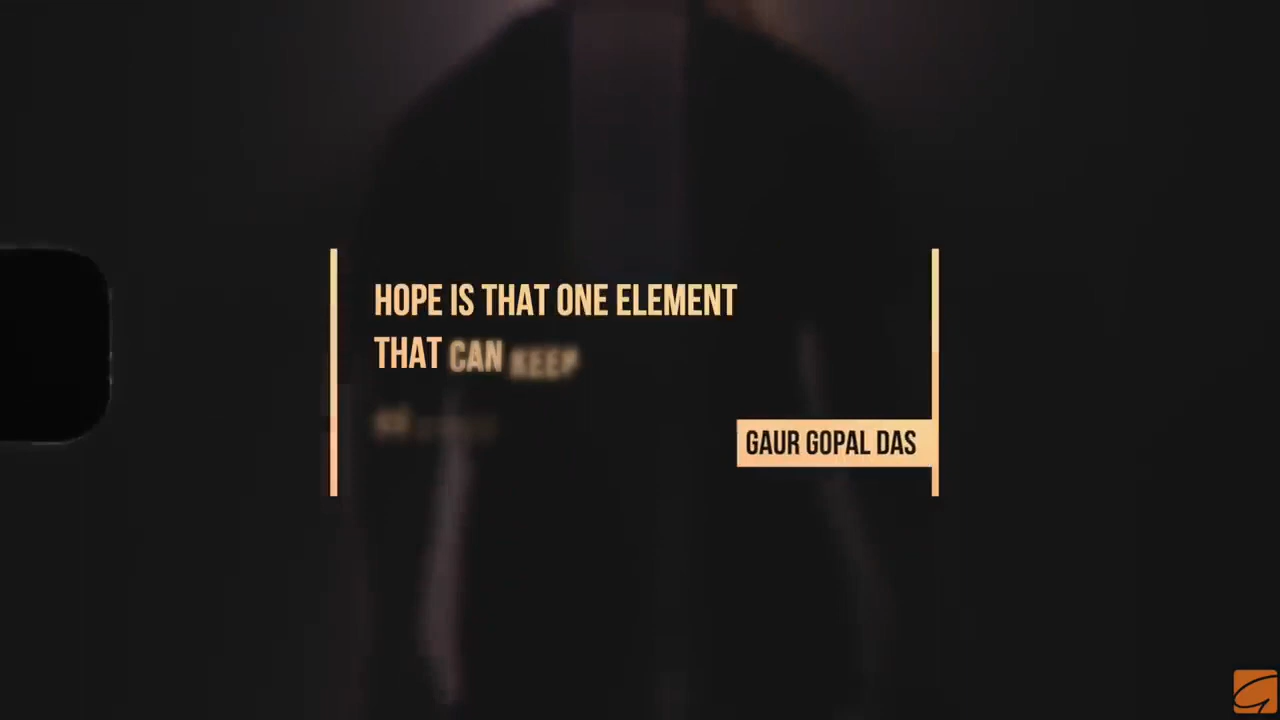 HOPE IS THAT ONE ELEMENT
THAT CAN KEEP
GAUR GOPAL DAS